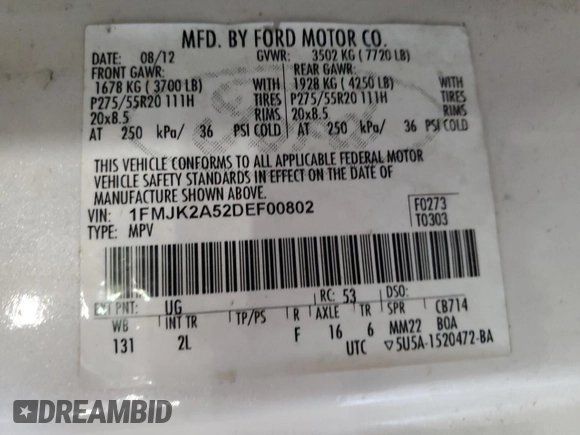 MFD. BY FORD MOTOR CO.
DATE: 08/12 GVWR: 3502 KG ( 7720 LB)
FRONT GAWR: REAR GAWR:
1678 KG ( 3700 LB) WITH 1928 KG ( 4250 LB) WITH
P275/55R20 111H TIRES P275/55R20 111H TIRES
20x8.5 RIMS 20x8.5 RIMS
AT 250 kPa/ 36 PSI COLD AT 250 kPa/ 36 PSI COLD
THIS VEHICLE CONFORMS TO ALL APPLICABLE FEDERAL MOTOR
VEHICLE SAFETY STANDARDS IN EFFECT ON THE DATE OF
MANUFACTURE SHOWN ABOVE.
VIN: 1FMJK2A52DEF00802 F0273
TYPE: MPV T0303
EXT PNT: UG RC: 53 DSO:
WB INT TR TP/PS R AXLE TR SPR CB714
131 2L F 16 6 MM22 BOA
UTC ▽5U5A-1520472-BA
DREAMBID